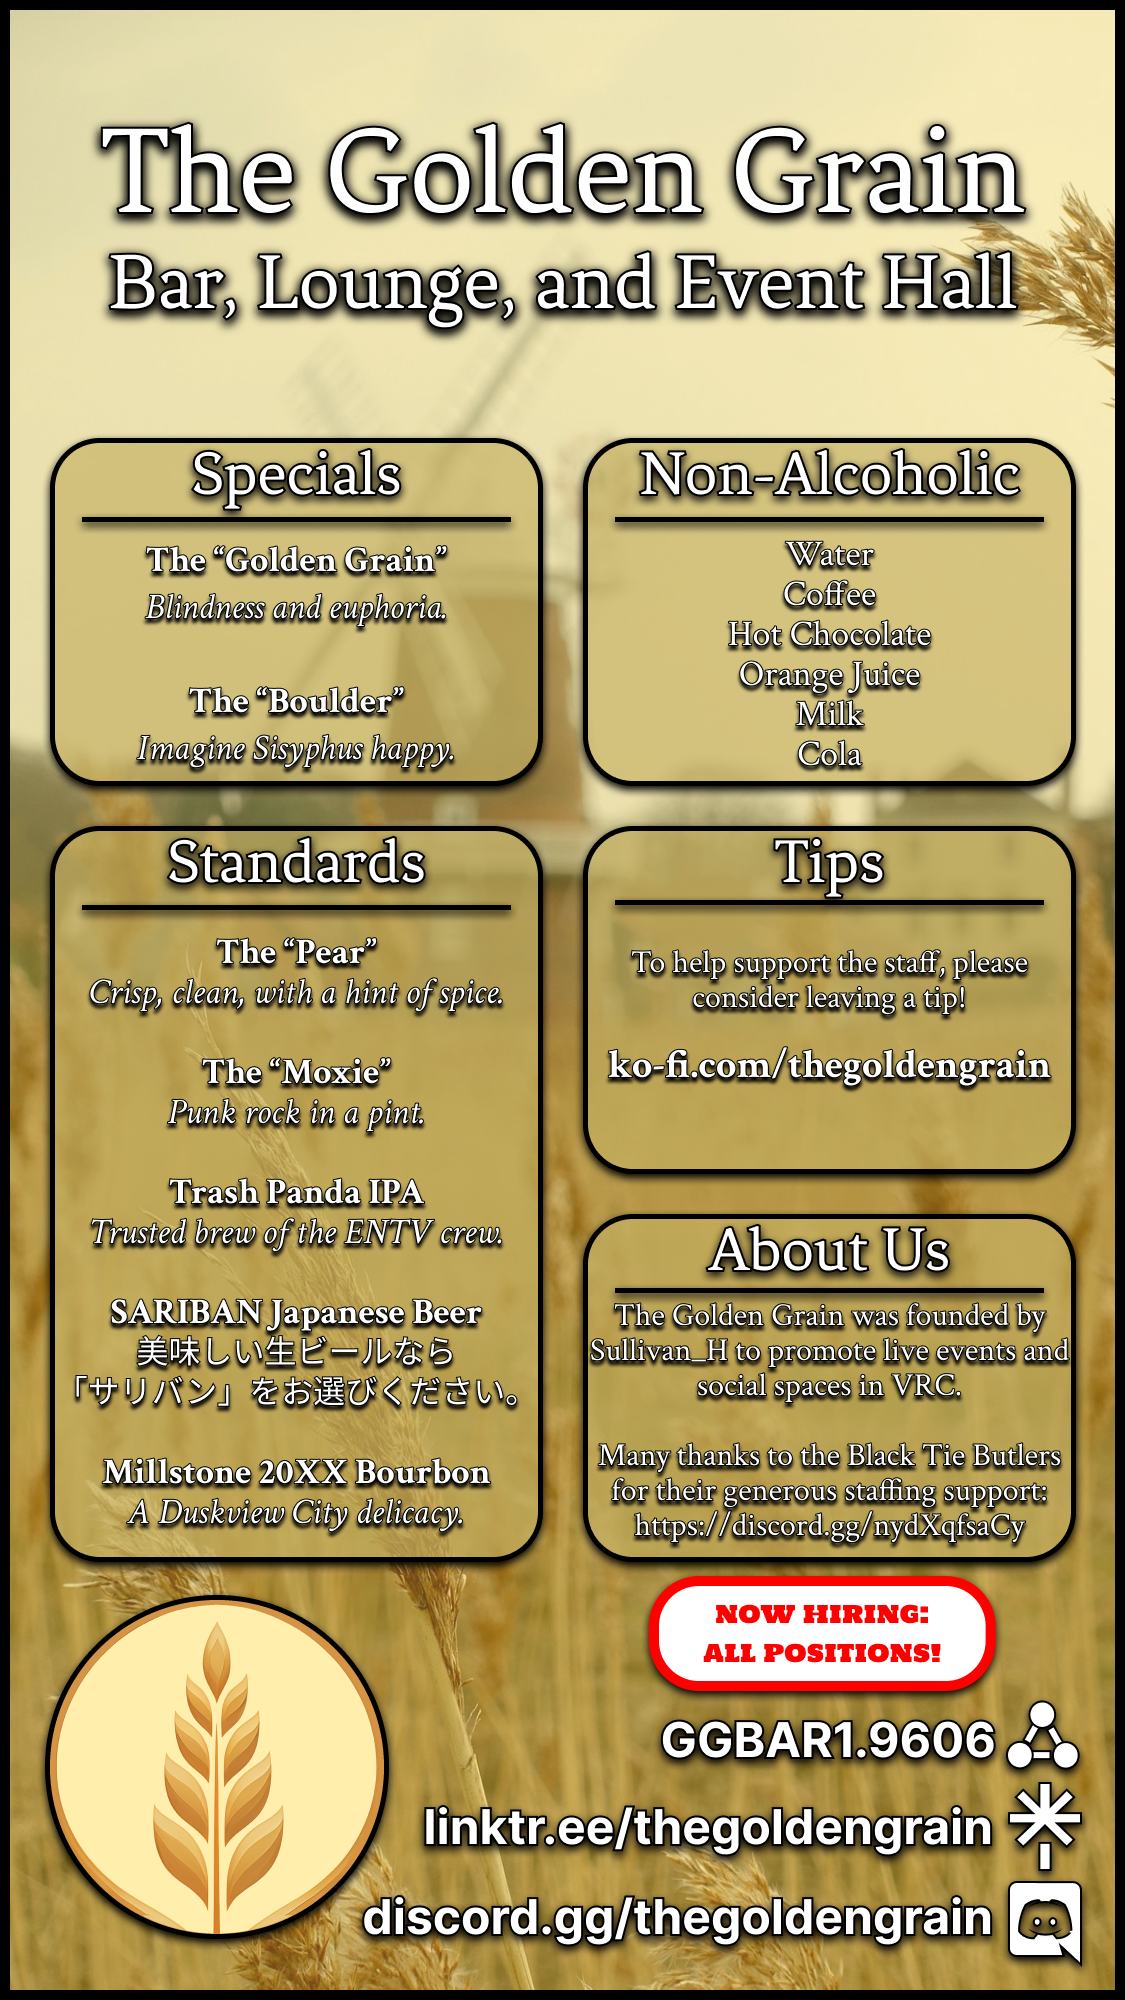 The Golden Grain
Bar, Lounge, and Event Hall
Specials
The “Golden Grain”
Blindness and euphoria.
The “Boulder”
Imagine Sisyphus happy.
Non-Alcoholic
Water
Coffee
Hot Chocolate
Orange Juice
Milk
Cola
Standards
The “Pear”
Crisp, clean, with a hint of spice.
The “Moxie”
Punk rock in a pint.
Trash Panda IPA
Trusted brew of the ENTV crew.
SARIBAN Japanese Beer
美味しい生ビールなら
「サリバン」をお選びください。
Millstone 20XX Bourbon
A Duskview City delicacy.
Tips
To help support the staff, please
consider leaving a tip!
ko-fi.com/thegoldengrain
About Us
The Golden Grain was founded by
Sullivan_H to promote live events and
social spaces in VRC.
Many thanks to the Black Tie Butlers
for their generous staffing support:
https://discord.gg/nydXqfsaCy
NOW HIRING:
ALL POSITIONS!
GGBAR1.9606
linktr.ee/thegoldengrain
discord.gg/thegoldengrain